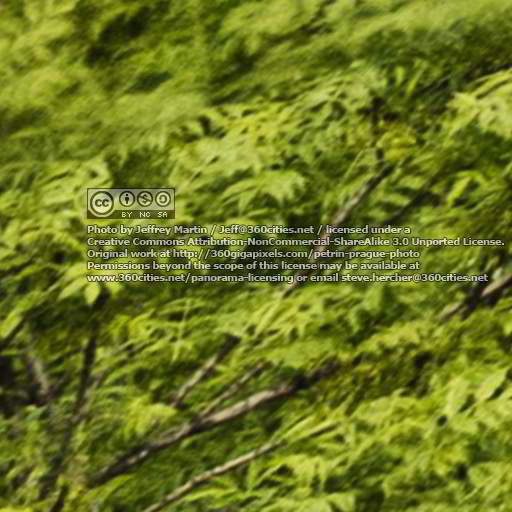 cc BY NC SA
Photo by Jeffrey Martin / Jeff@360cities.net / licensed under a
Creative Commons Attribution-NonCommercial-ShareAlike 3.0 Unported License.
Original work at http://360gigapixels.com/petrin-prague-photo
Permissions beyond the scope of this license may be available at
www.360cities.net/panorama-licensing or email steve.hercher@360cities.net